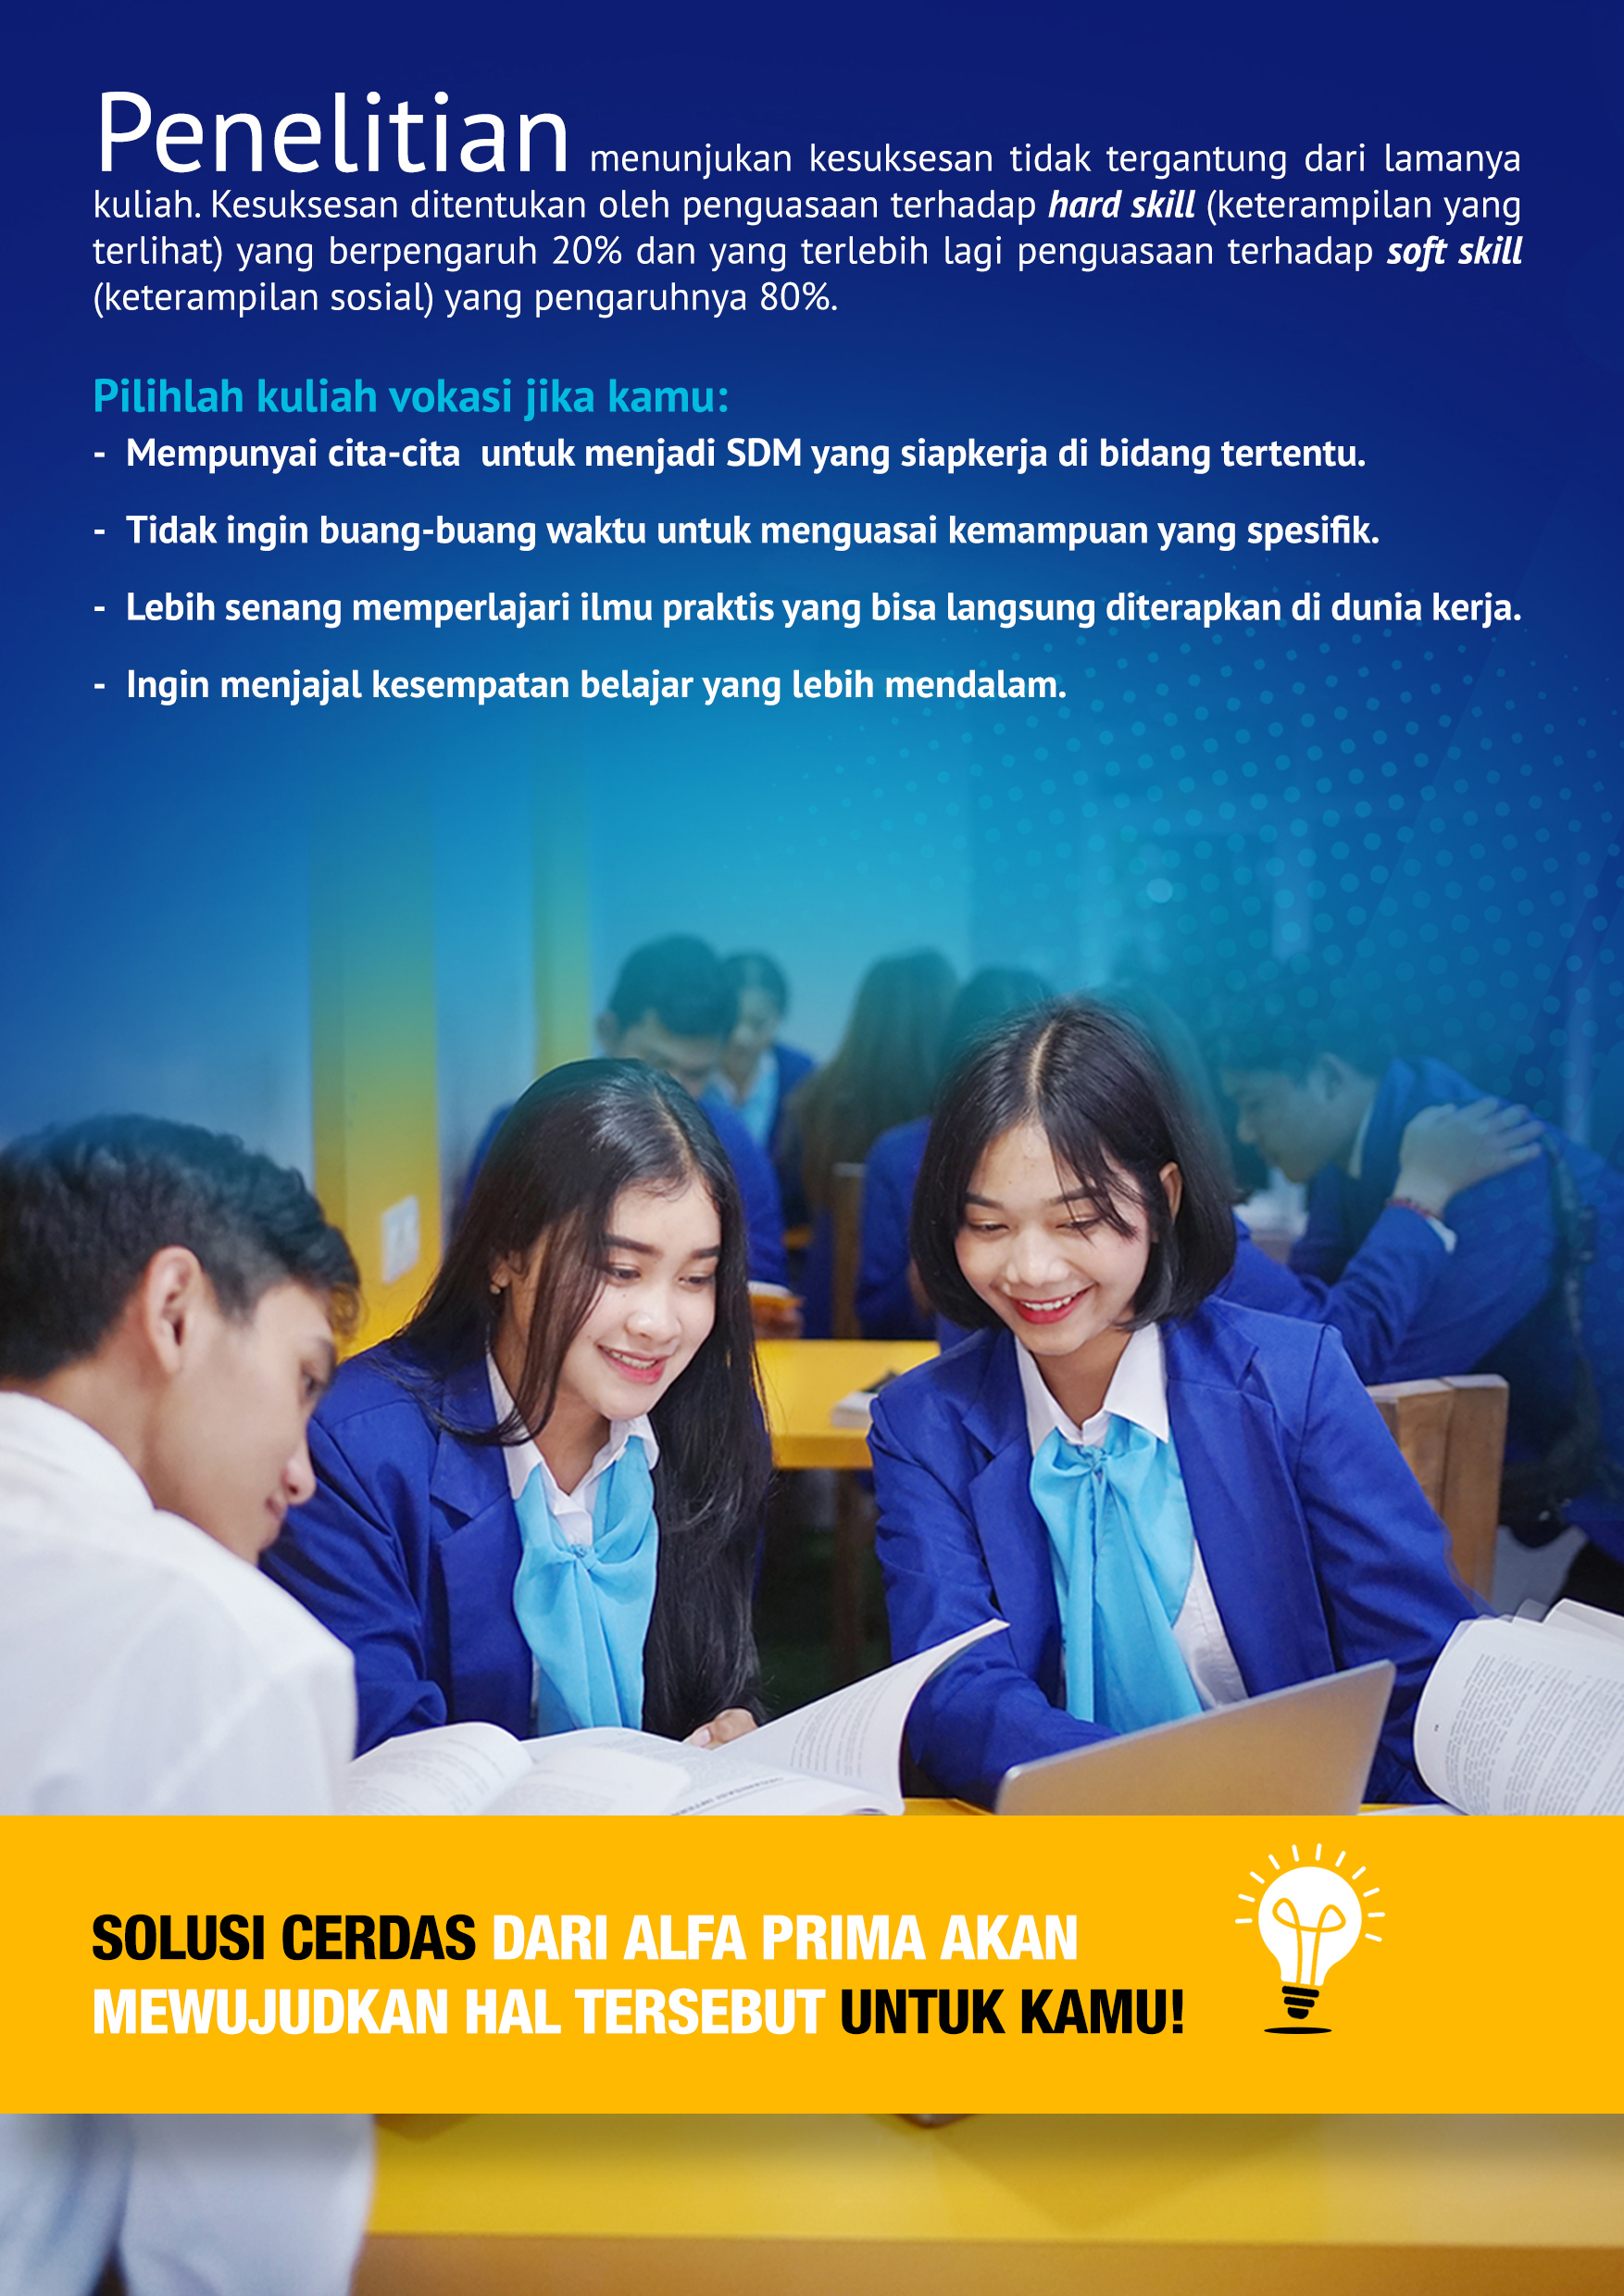 Penelitian menunjukan kesuksesan tidak tergantung dari lamanya
kuliah. Kesuksesan ditentukan oleh penguasaan terhadap hard skill (keterampilan yang
terlihat) yang berpengaruh 20% dan yang terlebih lagi penguasaan terhadap soft skill
(keterampilan sosial) yang pengaruhnya 80%.
Pilihlah kuliah vokasi jika kamu:
- Mempunyai cita-cita untuk menjadi SDM yang siapkerja di bidang tertentu.
- Tidak ingin buang-buang waktu untuk menguasai kemampuan yang spesifik.
- Lebih senang memperlajari ilmu praktis yang bisa langsung diterapkan di dunia kerja.
- Ingin menjajal kesempatan belajar yang lebih mendalam.
SOLUSI CERDAS DARI ALFA PRIMA AKAN
MEWUJUDKAN HAL TERSEBUT UNTUK KAMU!